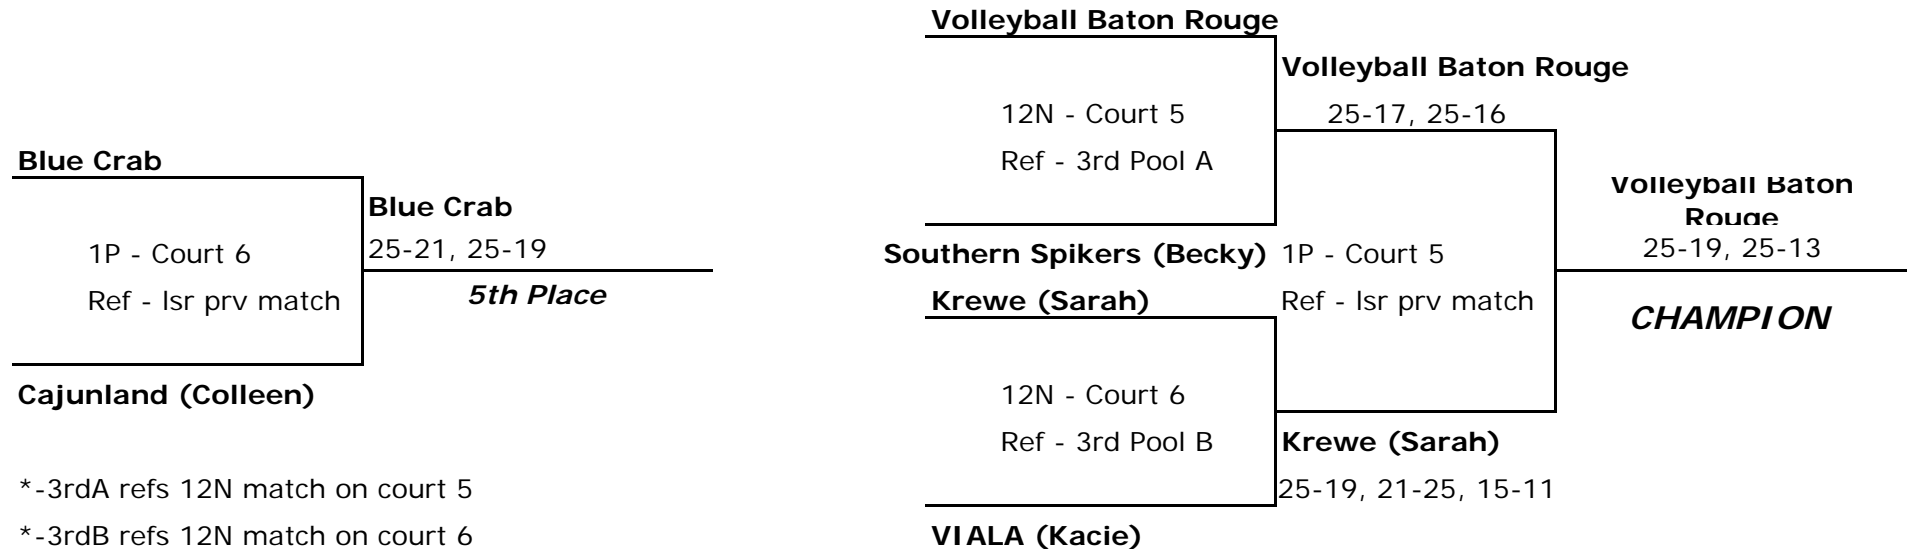 Blue Crab
1P - Court 6
Ref - lsr prv match
Cajunland (Colleen)
Blue Crab
25-21, 25-19
5th Place
*-3rdA refs 12N match on court 5
*-3rdB refs 12N match on court 6
Volleyball Baton Rouge
12N - Court 5
Ref - 3rd Pool A
Southern Spikers (Becky)
Krewe (Sarah)
12N - Court 6
Ref - 3rd Pool B
VIALA (Kacie)
Volleyball Baton Rouge
25-17, 25-16
1P - Court 5
Ref - lsr prv match
Krewe (Sarah)
25-19, 21-25, 15-11
Volleyball Baton
Rouge
25-19, 25-13
CHAMPION